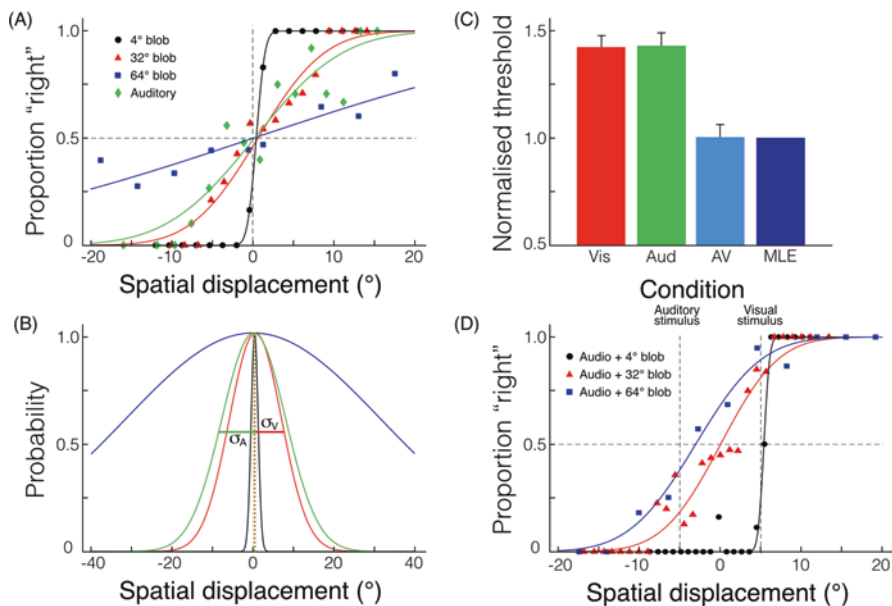 (A)
Proportion “right”
1.0
0.5
0
4° blob
32° blob
64° blob
Auditory
-20 -10 0 10 20
Spatial displacement (°)
(C)
Normalised threshold
1.5
1.0
0.5
Vis Aud AV MLE
Condition
(B)
Probability
1.0
0.5
0
σA σV
-40 -20 0 20 40
Spatial displacement (°)
(D)
Auditory stimulus
Visual stimulus
Proportion “right”
1.0
0.5
0
Audio + 4° blob
Audio + 32° blob
Audio + 64° blob
-20 -10 0 10 20
Spatial displacement (°)